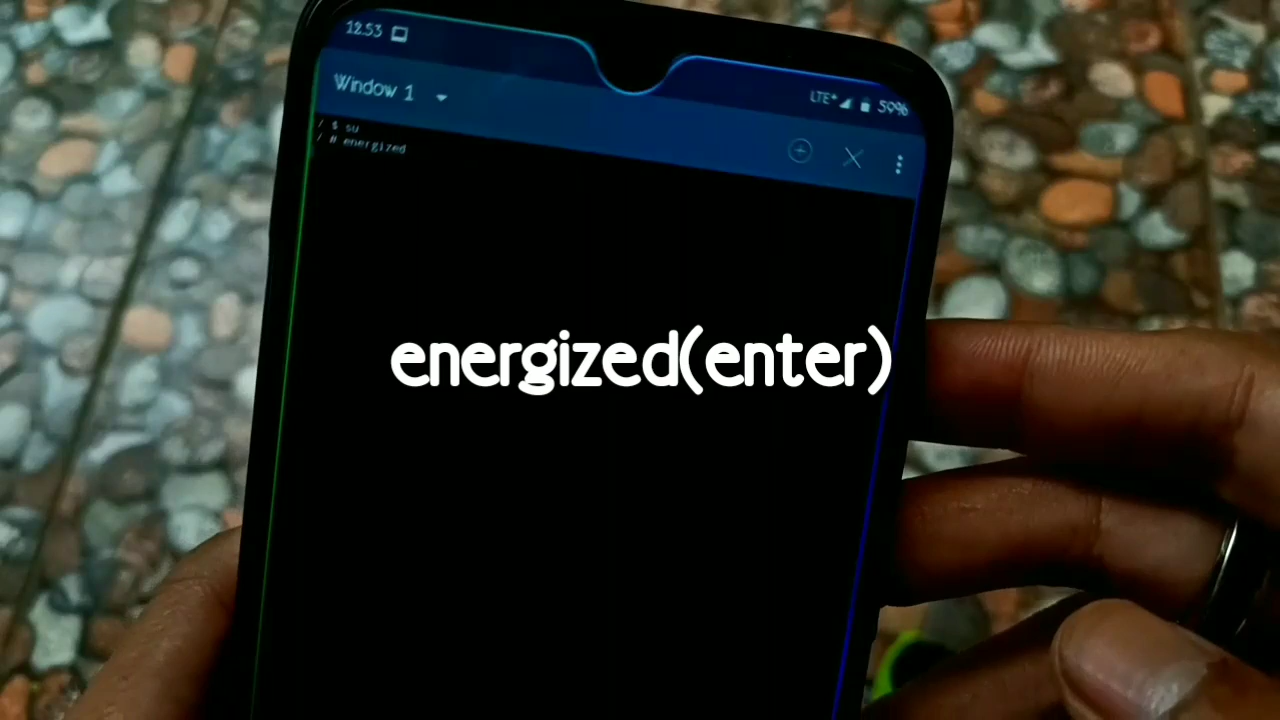 12.53
LTE+ 59%
Window 1
/ $ su
/ # energized
energized(enter)